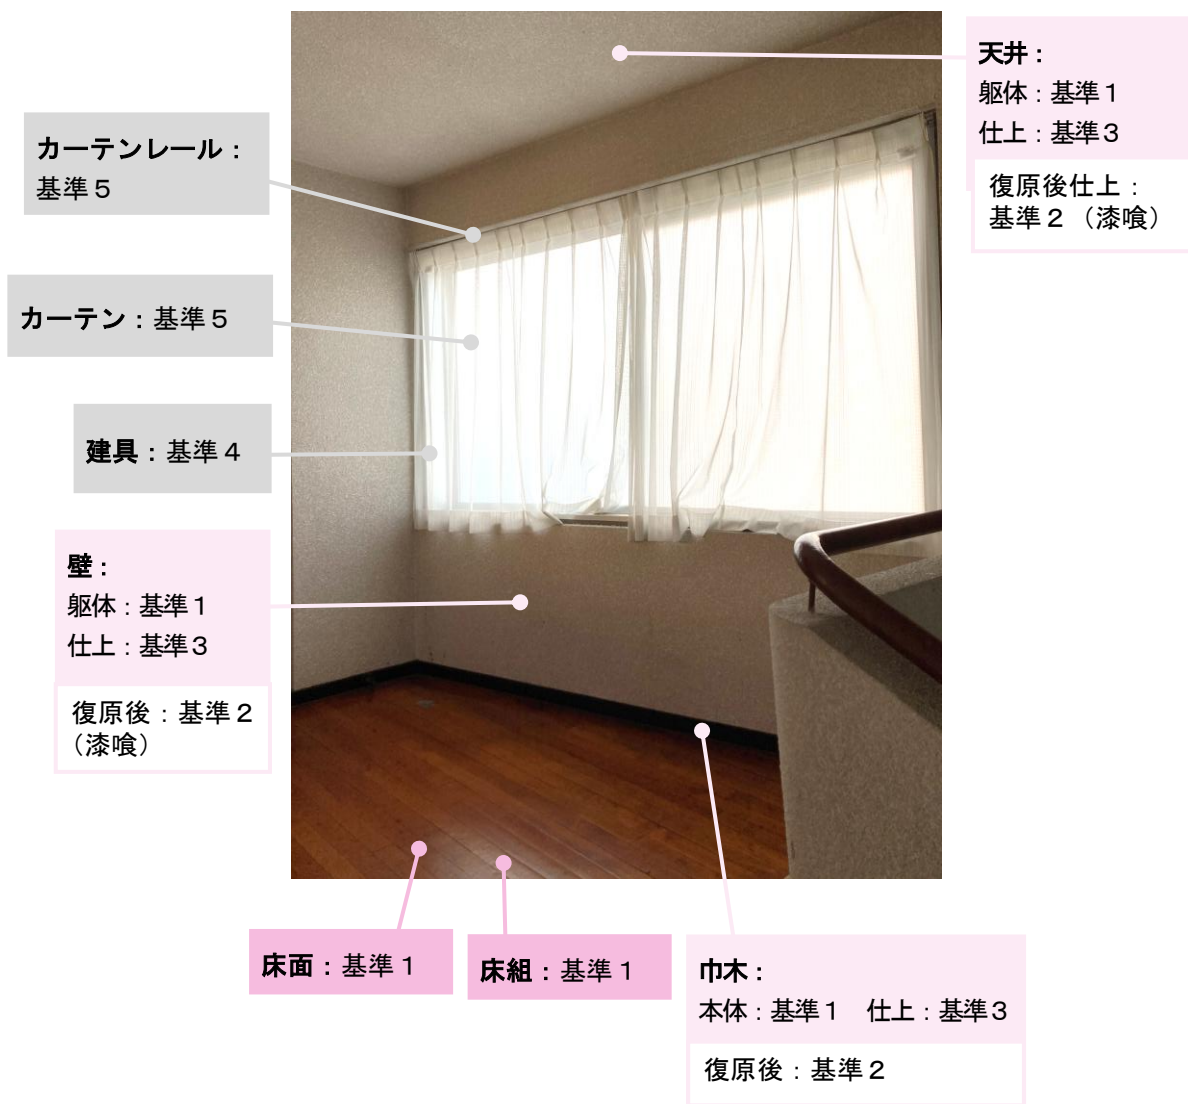 カーテンレール：
基準５
カーテン：基準５
建具：基準４
壁：
躯体：基準１
仕上：基準３
復原後：基準２
（漆喰）
天井：
躯体：基準１
仕上：基準３
復原後仕上：
基準２（漆喰）
床面：基準１
床組：基準１
巾木：
本体：基準１　仕上：基準３
復原後：基準２